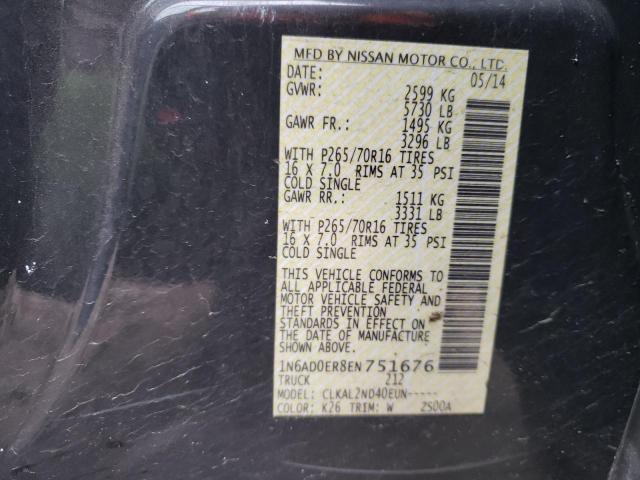 MFD BY NISSAN MOTOR CO., LTD.
DATE: 05/14
GVWR: 2599 KG
5730 LB
GAWR FR.: 1495 KG
3296 LB
WITH P265/70R16 TIRES
16 X 7.0 RIMS AT 35 PSI
COLD SINGLE
GAWR RR.: 1511 KG
3331 LB
WITH P265/70R16 TIRES
16 X 7.0 RIMS AT 35 PSI
COLD SINGLE
THIS VEHICLE CONFORMS TO
ALL APPLICABLE FEDERAL
MOTOR VEHICLE SAFETY AND
THEFT PREVENTION
STANDARDS IN EFFECT ON
THE DATE OF MANUFACTURE
SHOWN ABOVE.
1N6AD0ER8EN751676
TRUCK 212
MODEL: CLKAL2ND40EUN-----
COLOR: K26 TRIM: W 2S00A